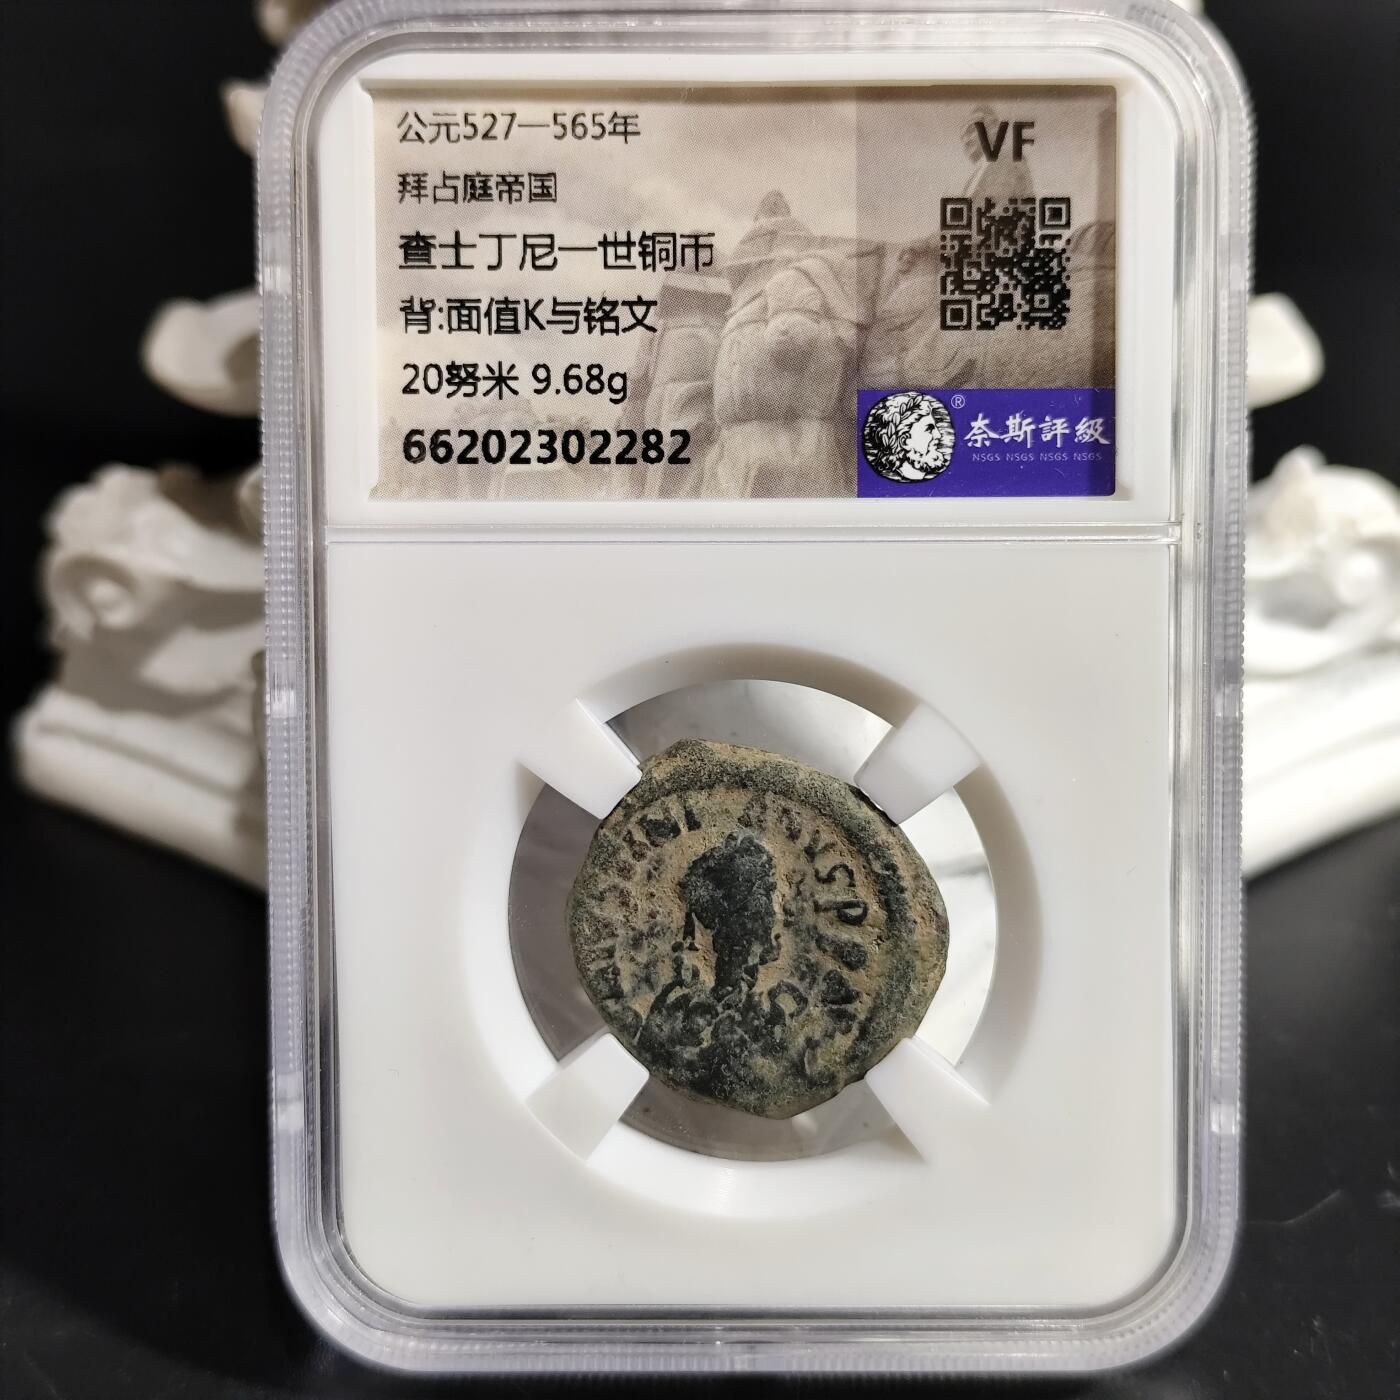 公元527—565年
拜占庭帝国
查士丁尼一世铜币
背:面值K与铭文
20努米 9.68g
66202302282
VF
®
奈斯評級
NSGS NSGS NSGS NSGS